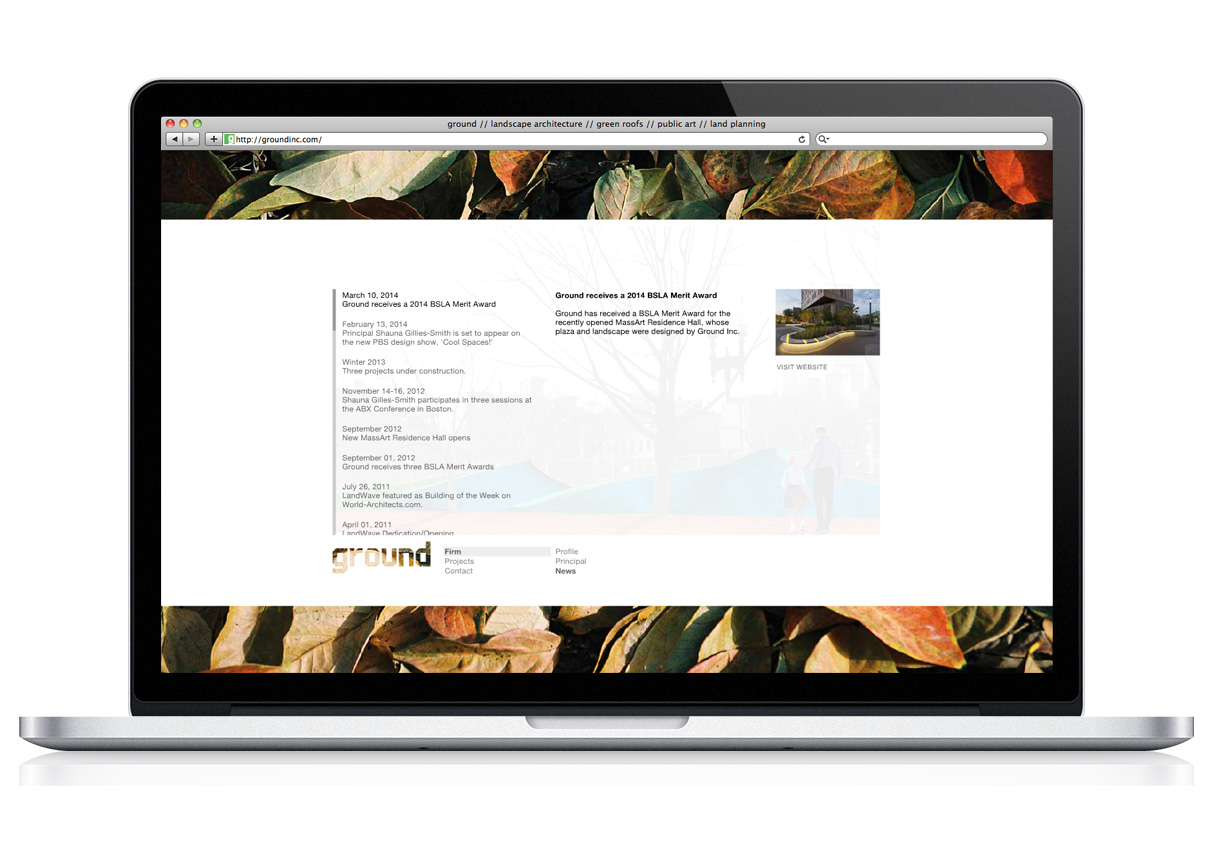 ground // landscape architecture // green roofs // public art // land planning
http://groundinc.com/
March 10, 2014
Ground receives a 2014 BSLA Merit Award
February 13, 2014
Principal Shauna Gillies-Smith is set to appear on
the new PBS design show, 'Cool Spaces!'
Winter 2013
Three projects under construction.
November 14-16, 2012
Shauna Gilles-Smith participates in three sessions at
the ABX Conference in Boston.
September 2012
New MassArt Residence Hall opens
September 01, 2012
Ground receives three BSLA Merit Awards
July 26, 2011
LandWave featured as Building of the Week on
World-Architects.com.
April 01, 2011
LandWave Dedication/Opening
Ground receives a 2014 BSLA Merit Award
Ground has received a BSLA Merit Award for the
recently opened MassArt Residence Hall, whose
plaza and landscape were designed by Ground Inc.
VISIT WEBSITE
ground
Firm
Projects
Contact
Profile
Principal
News